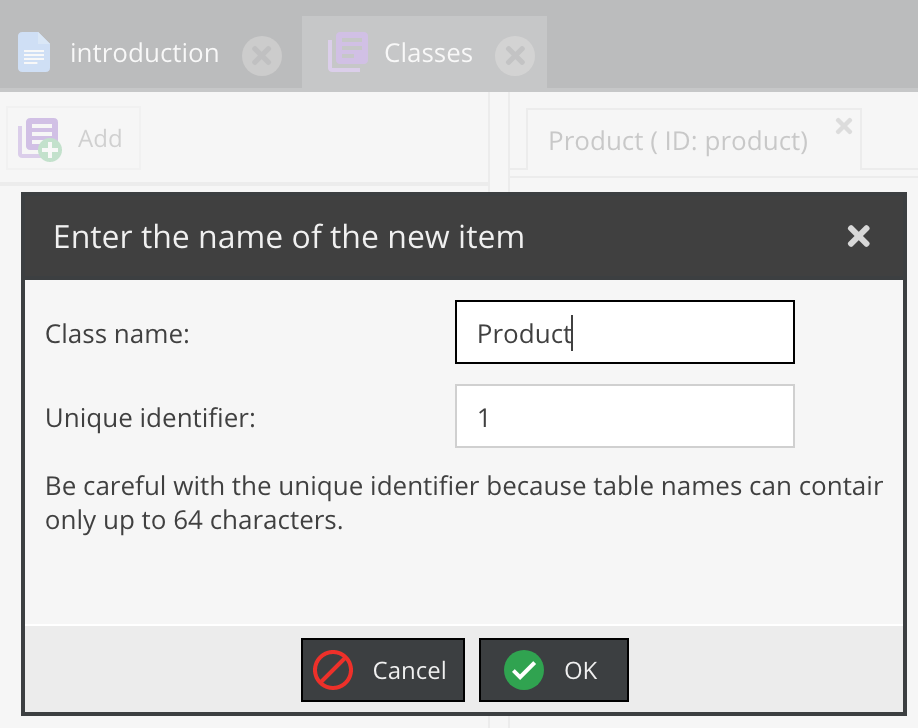 introduction
Classes
Add
Product ( ID: product)
Enter the name of the new item
Class name:
Product
Unique identifier:
1
Be careful with the unique identifier because table names can contair
only up to 64 characters.
Cancel
OK